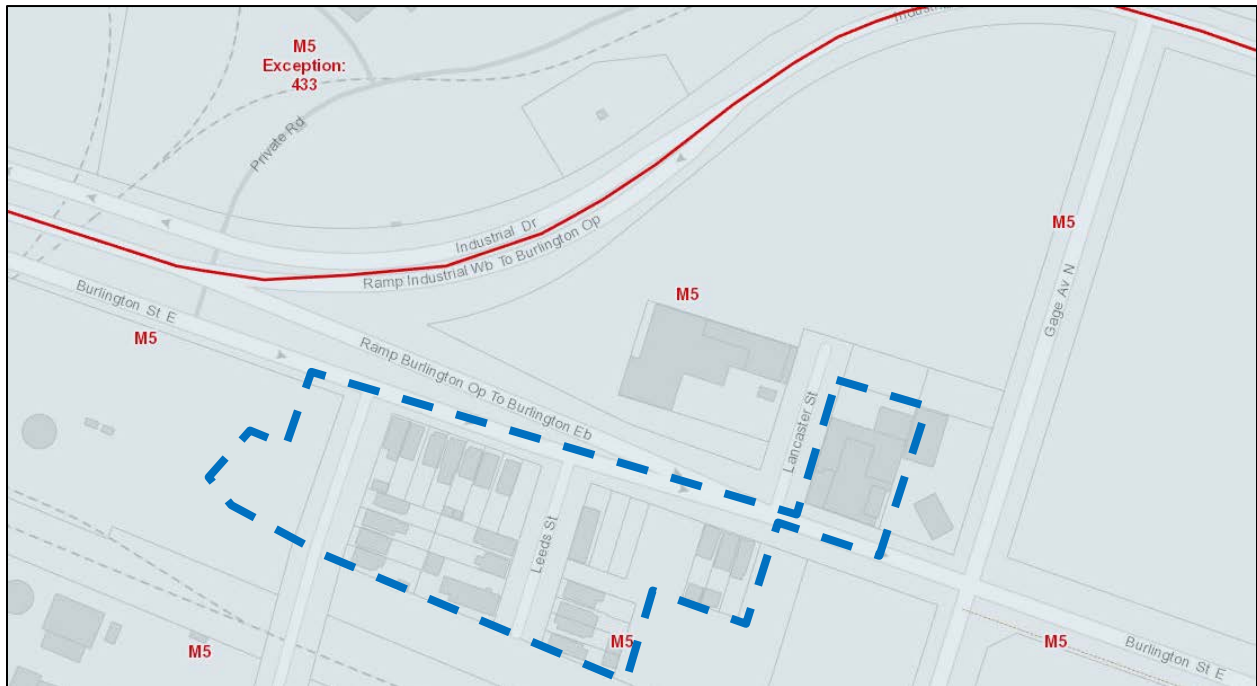 Industrial
M5
Exception:
433
Private Rd
Industrial Dr
Ramp Industrial Wb To Burlington Op
M5
Gage Av N
Burlington St E
M5
M5
Ramp Burlington Op To Burlington Eb
Lancaster St
Leeds St
M5
M5
M5
Burlington St E